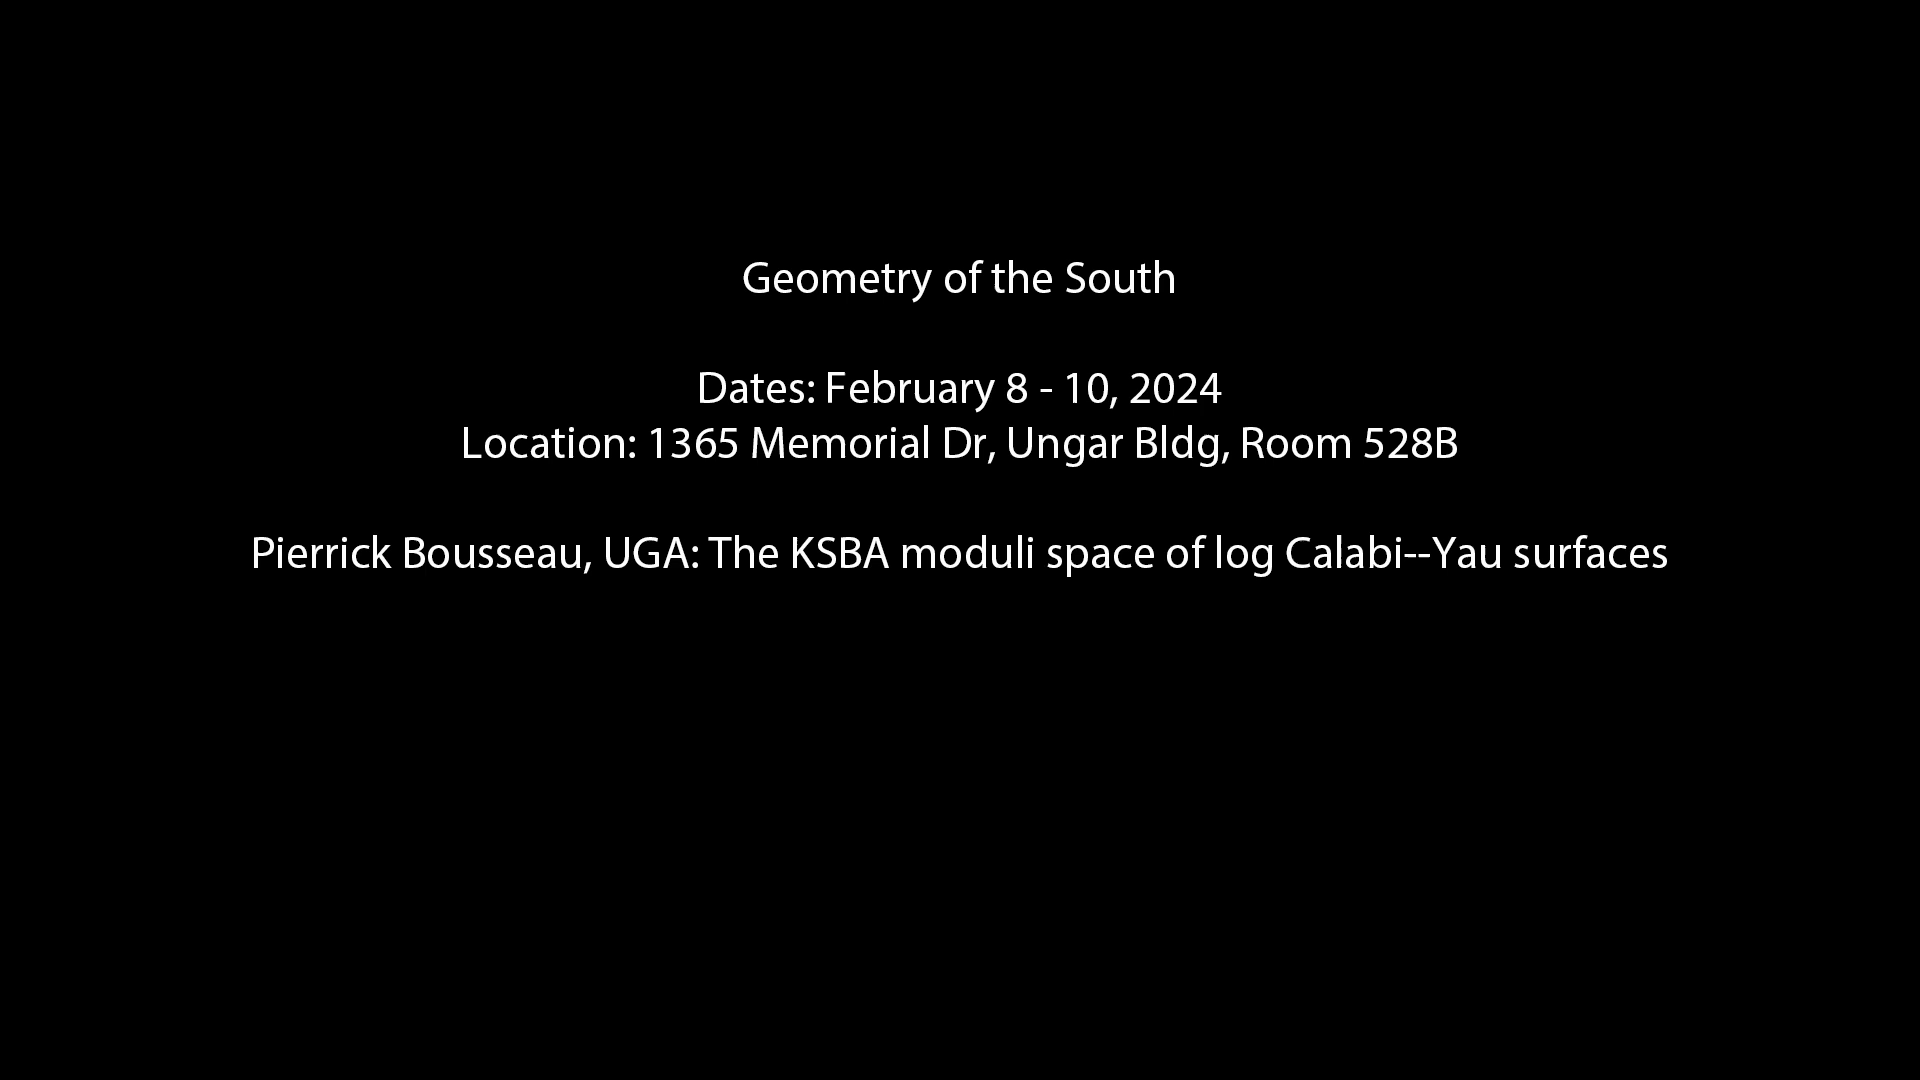 Geometry of the South
Dates: February 8 - 10, 2024
Location: 1365 Memorial Dr, Ungar Bldg, Room 528B
Pierrick Bousseau, UGA: The KSBA moduli space of log Calabi--Yau surfaces